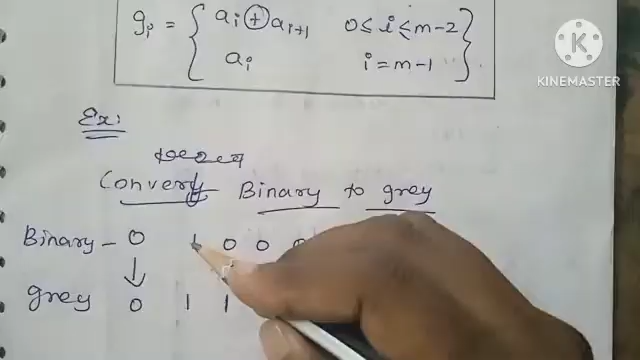 gᵢ = { aᵢ ⊕ aᵢ₊₁ 0 ≤ i ≤ m-2
aᵢ i = m-1 }
KINEMASTER
Ex:
Convert Binary to grey
Binary - 0 1 0 0 0
grey 0 1 1